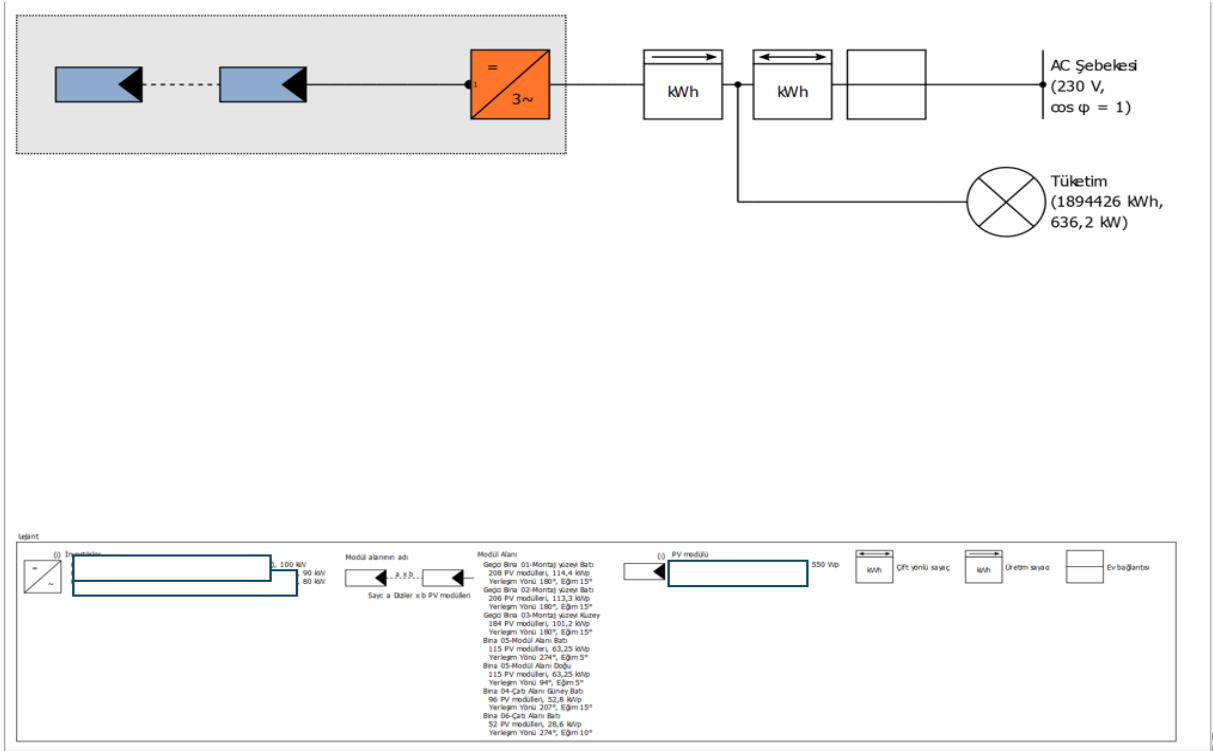 =
1
3~
kWh
kWh
AC Şebekesi
(230 V,
cos φ = 1)
Tüketim
(1894426 kWh,
636,2 kW)
Lejant
(i)
, 100 kW
, 90 kW
, 80 kW
=
~
Modül alanının adı
a x b
Sayı: a Diziler x b PV modülleri
Modül Alanı
Geçici Bina 01-Montaj yüzeyi Batı
208 PV modülleri, 114,4 kWp
Yerleşim Yönü 180°, Eğim 15°
Geçici Bina 02-Montaj yüzeyi Batı
206 PV modülleri, 113,3 kWp
Yerleşim Yönü 180°, Eğim 15°
Geçici Bina 03-Montaj yüzeyi Kuzey
184 PV modülleri, 101,2 kWp
Yerleşim Yönü 180°, Eğim 15°
Bina 05-Modül Alanı Batı
115 PV modülleri, 63,25 kWp
Yerleşim Yönü 274°, Eğim 5°
Bina 05-Modül Alanı Doğu
115 PV modülleri, 63,25 kWp
Yerleşim Yönü 94°, Eğim 5°
Bina 04-Çatı Alanı Güney Batı
96 PV modülleri, 52,8 kWp
Yerleşim Yönü 207°, Eğim 15°
Bina 06-Çatı Alanı Batı
52 PV modülleri, 28,6 kWp
Yerleşim Yönü 274°, Eğim 10°
(i) PV modülü
550 Wp
kWh
Çift yönlü sayaç
kWh
Üretim sayacı
Ev bağlantısı